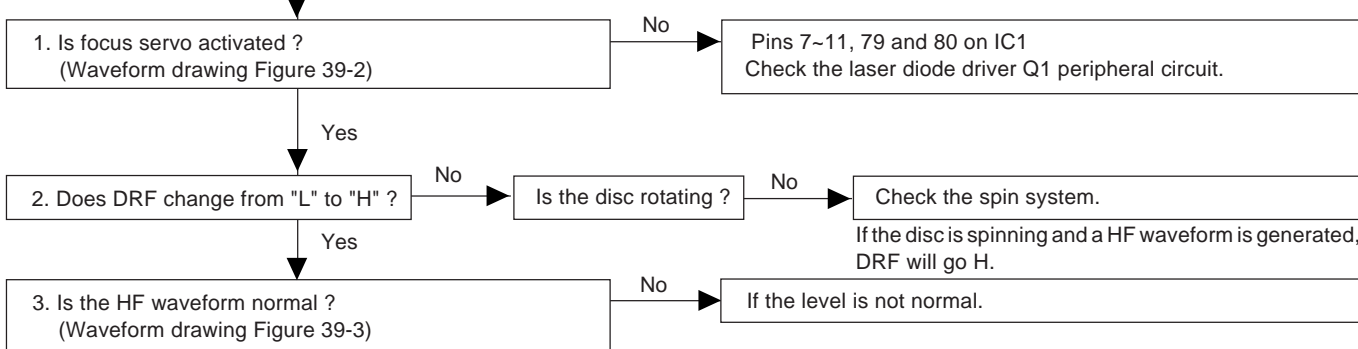 1. Is focus servo activated ?
(Waveform drawing Figure 39-2)
No
Pins 7~11, 79 and 80 on IC1
Check the laser diode driver Q1 peripheral circuit.
Yes
2. Does DRF change from "L" to "H" ?
No
Is the disc rotating ?
No
Check the spin system.
If the disc is spinning and a HF waveform is generated,
DRF will go H.
Yes
3. Is the HF waveform normal ?
(Waveform drawing Figure 39-3)
No
If the level is not normal.